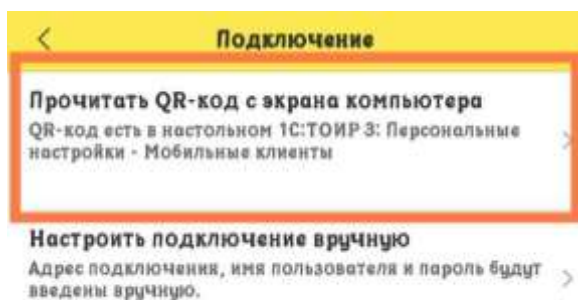 Подключение
Прочитать QR-код с экрана компьютера
QR-код есть в настольном 1С:ТОИР 3: Персональные
настройки - Мобильные клиенты
Настроить подключение вручную
Адрес подключения, имя пользователя и пароль будут
введены вручную.